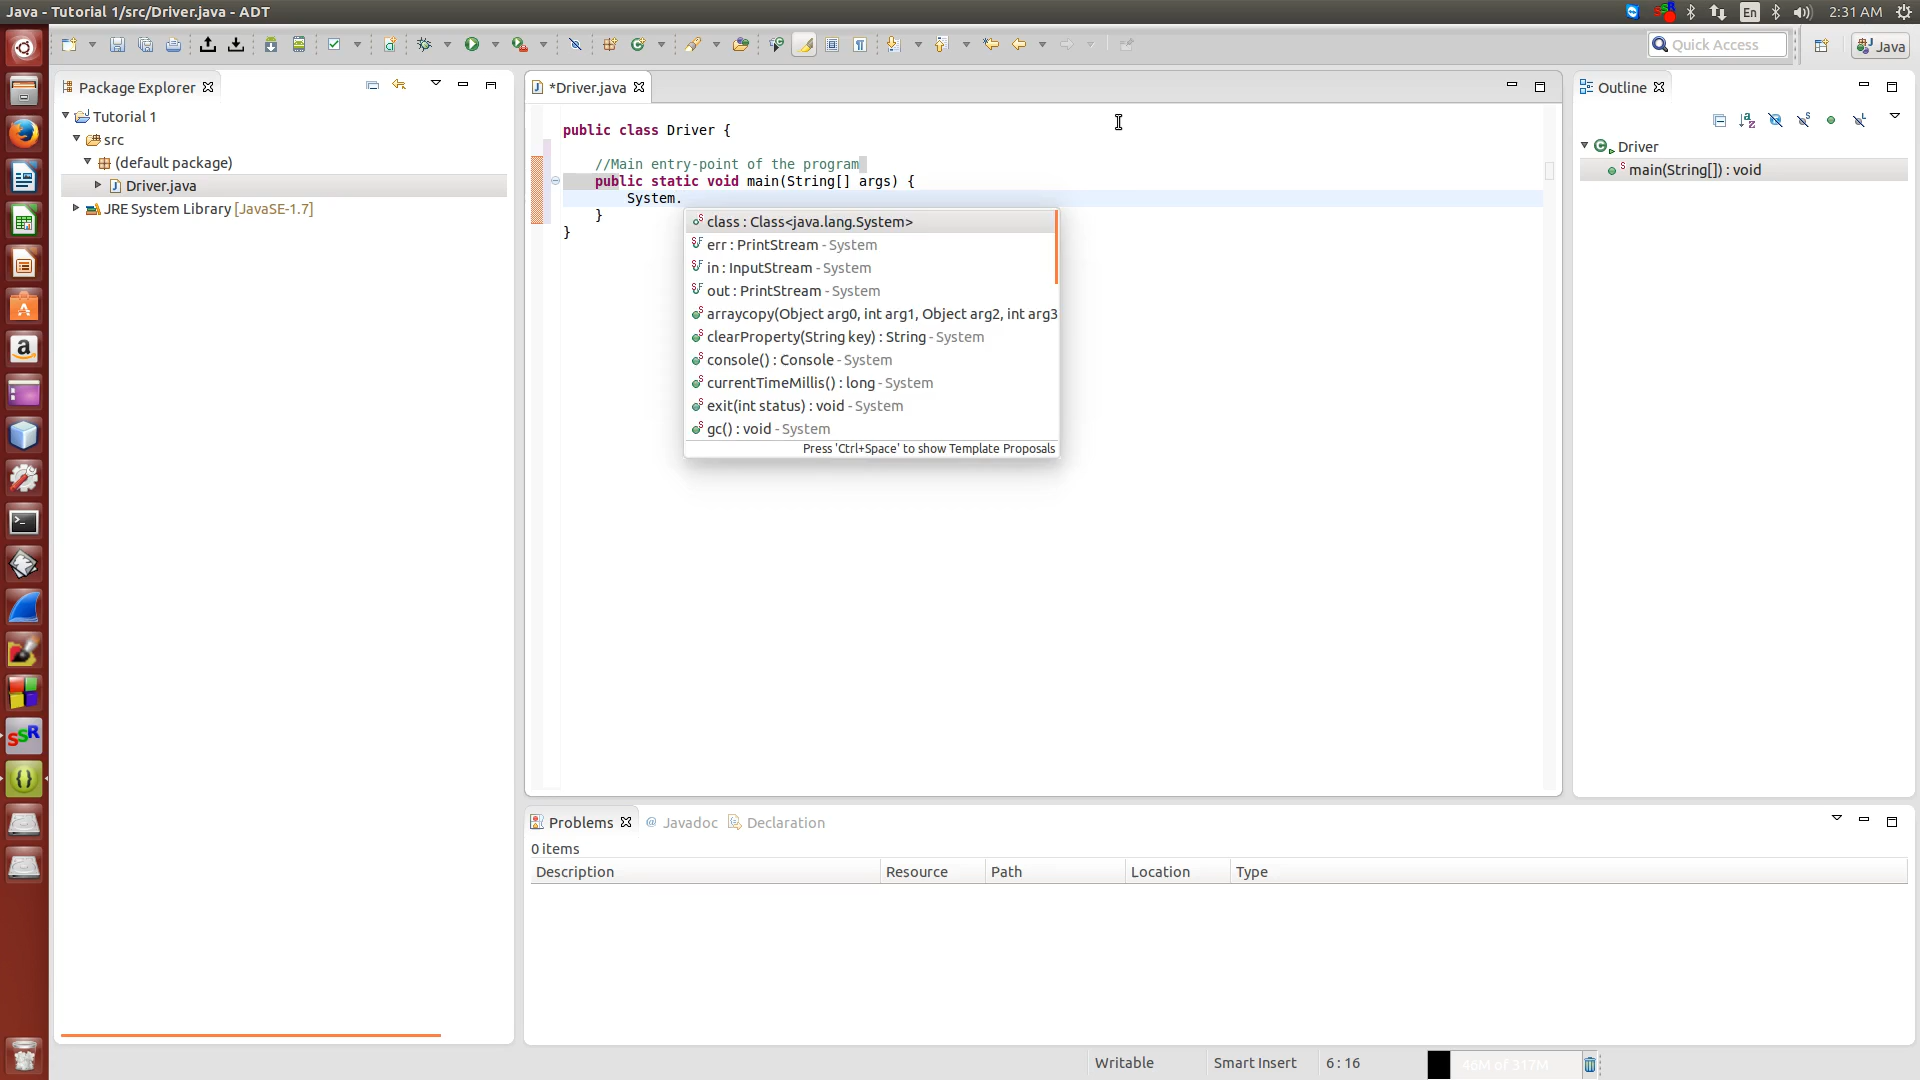 Java - Tutorial 1/src/Driver.java - ADT
En
2:31 AM
Quick Access
Java
Package Explorer
Tutorial 1
src
(default package)
Driver.java
JRE System Library [JavaSE-1.7]
*Driver.java
public class Driver {
//Main entry-point of the program
public static void main(String[] args) {
System.
}
}
class : Class<java.lang.System>
err : PrintStream - System
in : InputStream - System
out : PrintStream - System
arraycopy(Object arg0, int arg1, Object arg2, int arg3
clearProperty(String key) : String - System
console() : Console - System
currentTimeMillis() : long - System
exit(int status) : void - System
gc() : void - System
Press 'Ctrl+Space' to show Template Proposals
Outline
Driver
main(String[]) : void
Problems
Javadoc
Declaration
0 items
Description Resource Path Location Type
Writable
Smart Insert
6 : 16
46M of 317M
SSR